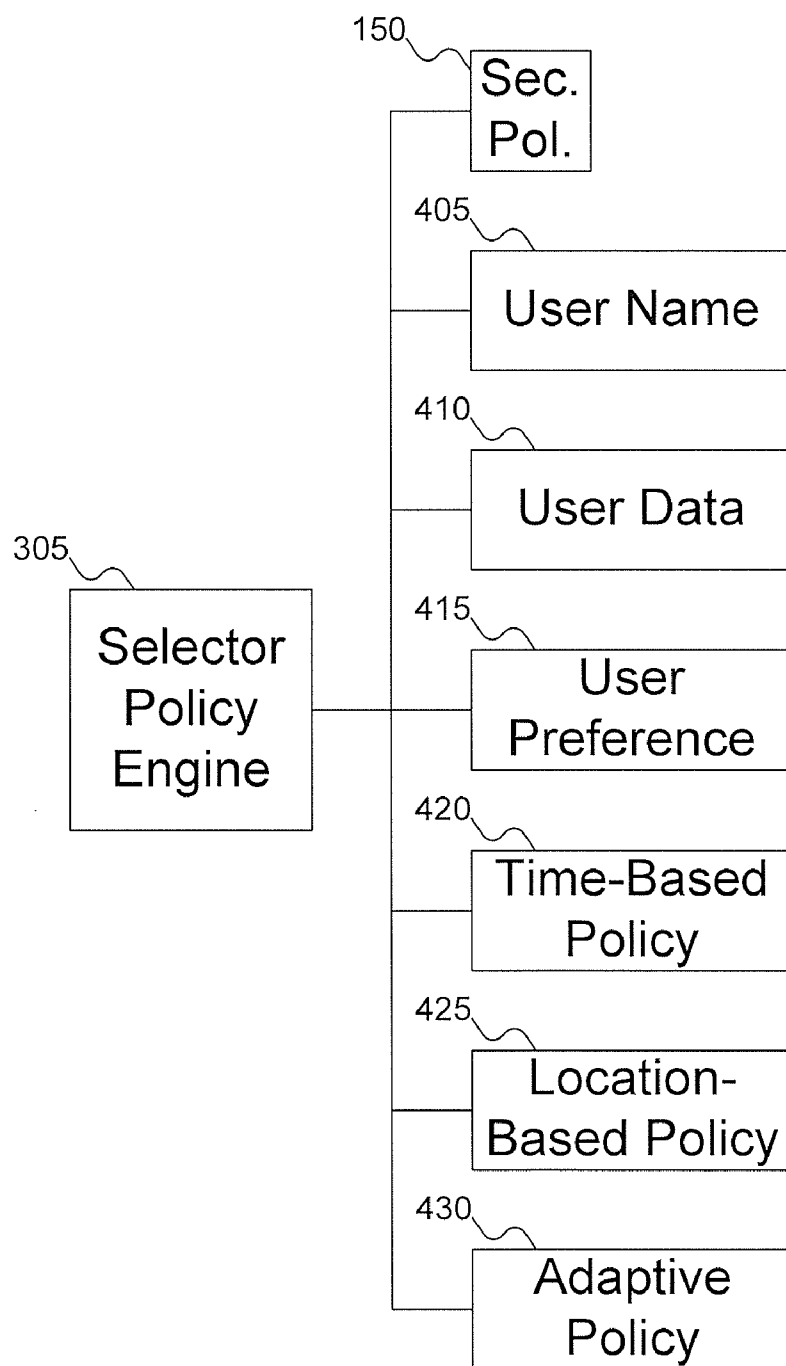 150
Sec.
Pol.
405
User Name
410
User Data
305
Selector
Policy
Engine
415
User
Preference
420
Time-Based
Policy
425
Location-
Based Policy
430
Adaptive
Policy